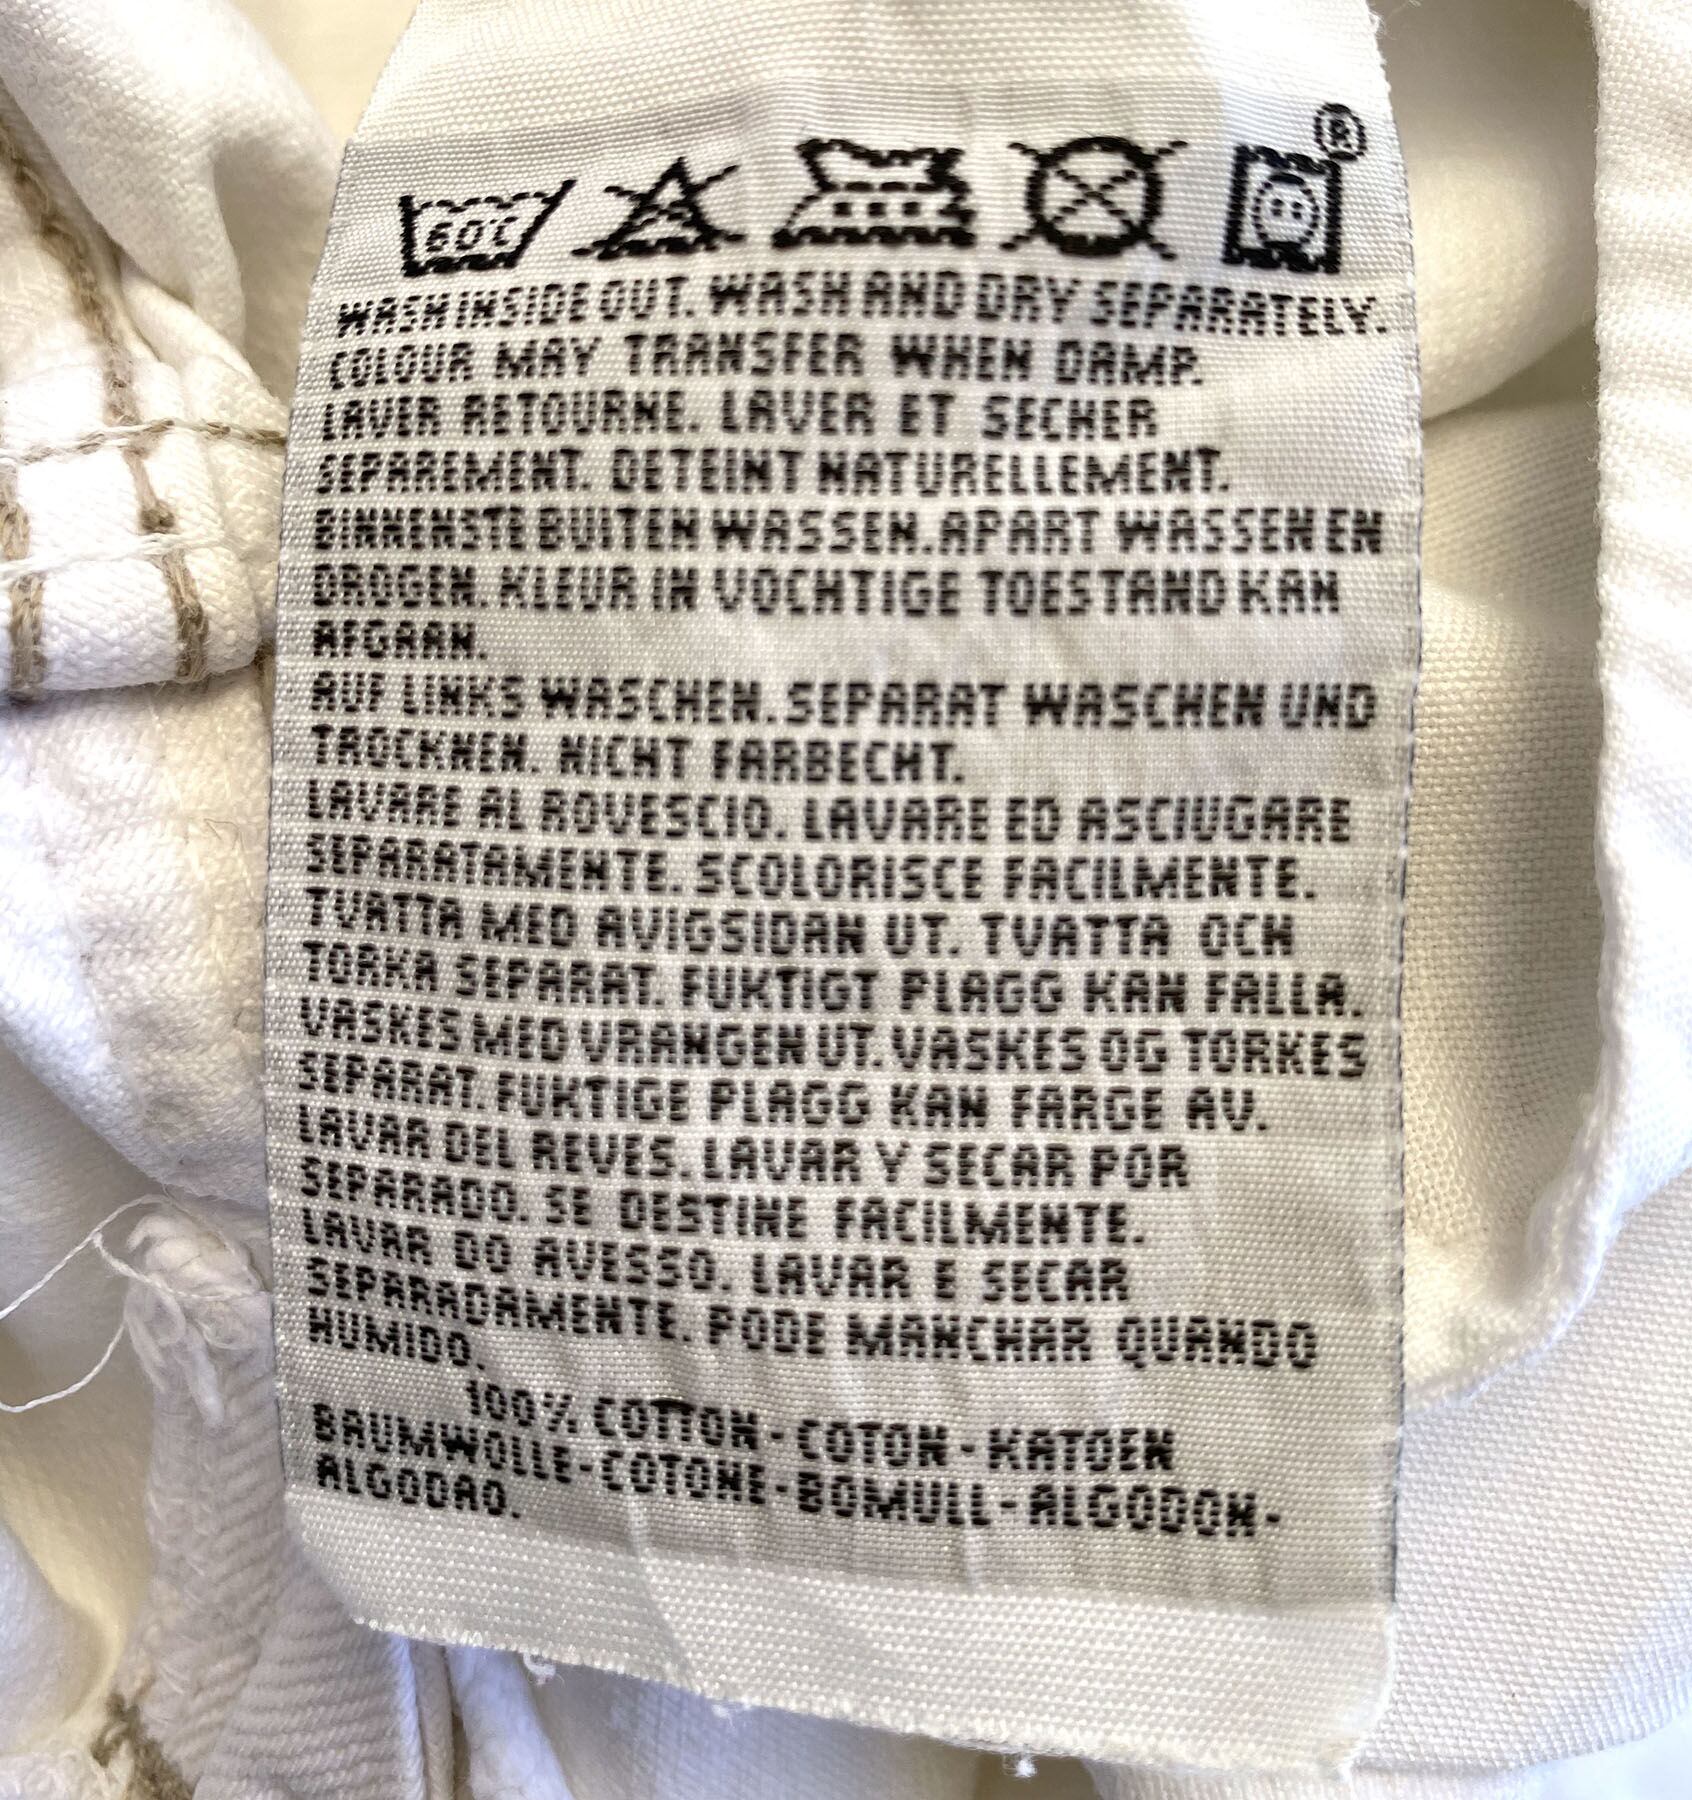 60°C
®
WASH INSIDE OUT. WASH AND DRY SEPARATELY.
COLOUR MAY TRANSFER WHEN DAMP.
LAVER RETOURNE. LAVER ET SECHER
SEPAREMENT. DETEINT NATURELLEMENT.
BINNENSTE BUITEN WASSEN. APART WASSEN EN
DROGEN. KLEUR IN VOCHTIGE TOESTAND KAN
AFGAAN.
AUF LINKS WASCHEN. SEPARAT WASCHEN UND
TROCKNEN. NICHT FARBECHT.
LAVARE AL ROVESCIO. LAVARE ED ASCIUGARE
SEPARATAMENTE. SCOLORISCE FACILMENTE.
TVATTA MED AVIGSIDAN UT. TVATTA OCH
TORKA SEPARAT. FUKTIGT PLAGG KAN FALLA.
VASKES MED VRANGEN UT. VASKES OG TORKES
SEPARAT. FUKTIGE PLAGG KAN FARGE AV.
LAVAR DEL REVES. LAVAR Y SECAR POR
SEPARADO. SE DESTINE FACILMENTE.
LAVAR DO AVESSO. LAVAR E SECAR
SEPARADAMENTE. PODE MANCHAR QUANDO
HUMIDO.
100% COTTON - COTON - KATOEN
BAUMWOLLE - COTONE - BOMULL - ALGODON -
ALGODAO.